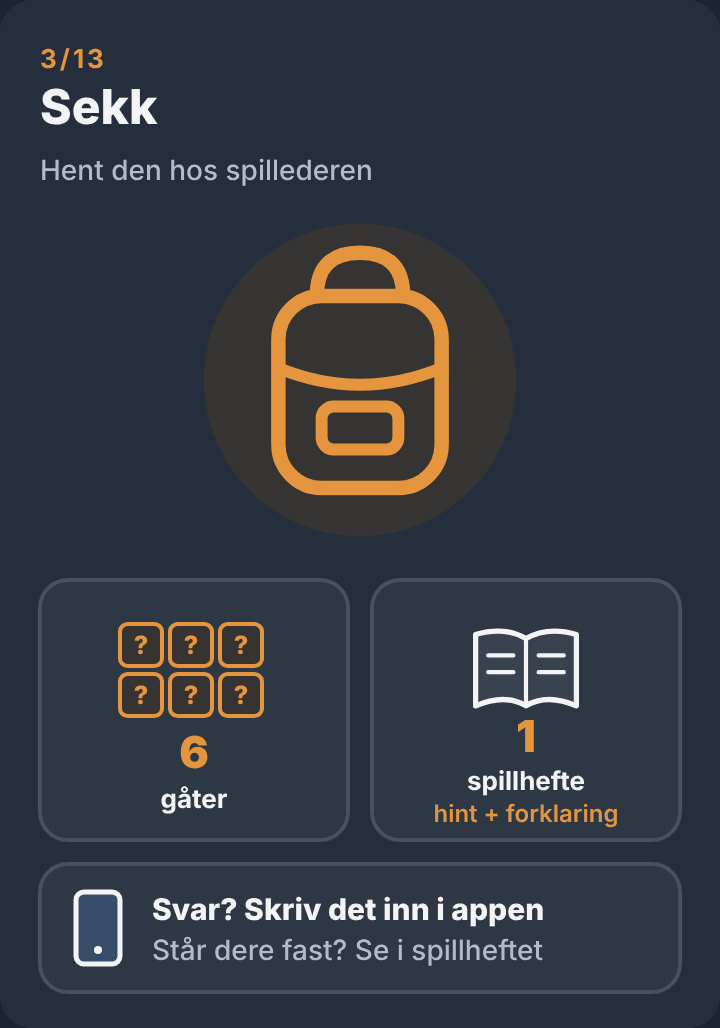 3/13
Sekk
Hent den hos spillederen
? ? ?
? ? ?
6
gåter
1
spillhefte
hint + forklaring
Svar? Skriv det inn i appen
Står dere fast? Se i spillheftet